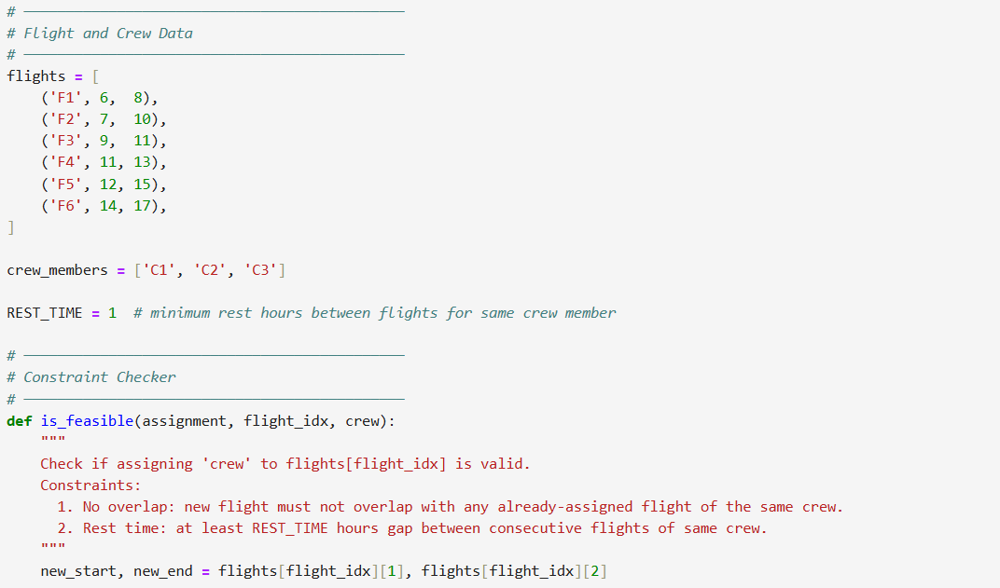 # ─────────────────────────────────────────────
# Flight and Crew Data
# ─────────────────────────────────────────────
flights = [
    ('F1', 6,  8),
    ('F2', 7,  10),
    ('F3', 9,  11),
    ('F4', 11, 13),
    ('F5', 12, 15),
    ('F6', 14, 17),
]

crew_members = ['C1', 'C2', 'C3']

REST_TIME = 1  # minimum rest hours between flights for same crew member

# ─────────────────────────────────────────────
# Constraint Checker
# ─────────────────────────────────────────────
def is_feasible(assignment, flight_idx, crew):
    """
    Check if assigning 'crew' to flights[flight_idx] is valid.
    Constraints:
      1. No overlap: new flight must not overlap with any already-assigned flight of the same crew.
      2. Rest time: at least REST_TIME hours gap between consecutive flights of same crew.
    """
    new_start, new_end = flights[flight_idx][1], flights[flight_idx][2]